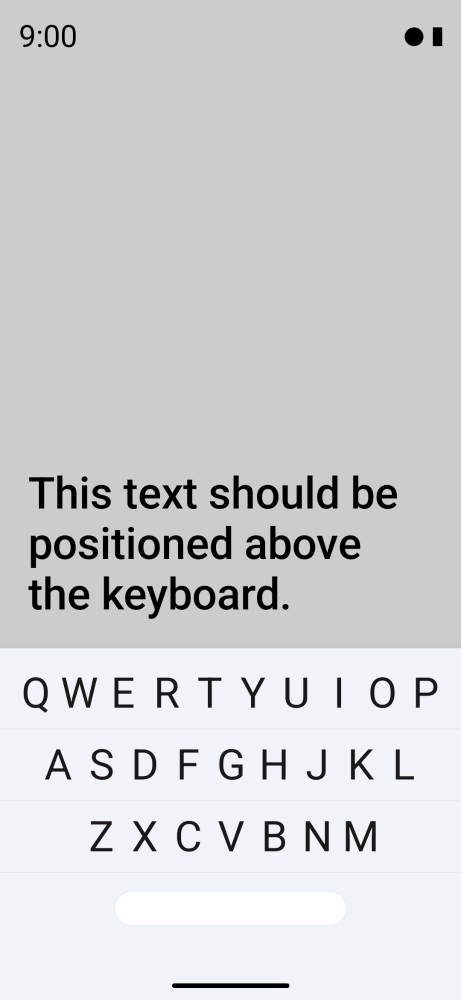 9:00
This text should be
positioned above
the keyboard.
Q W E R T Y U I O P
A S D F G H J K L
Z X C V B N M